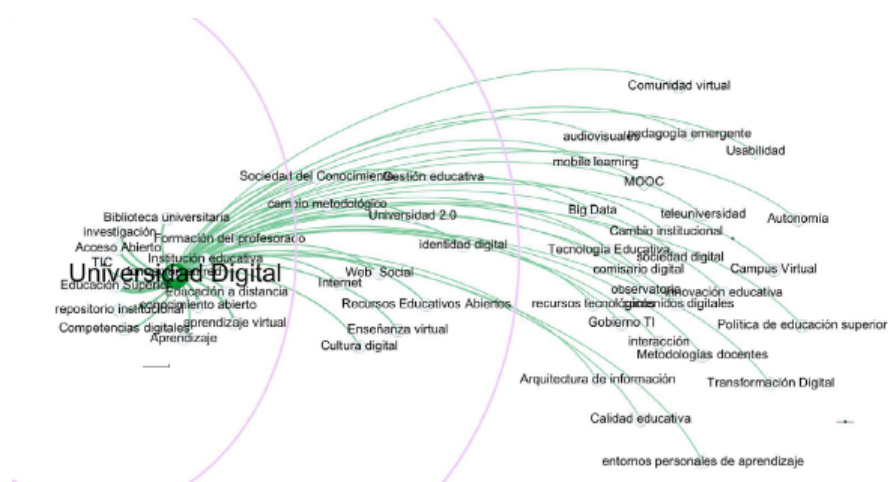 Comunidad virtual
audiovisuales
pedagogía emergente
Usabilidad
mobile learning
Sociedad del Conocimiento
Gestión educativa
MOOC
cambio metodológico
Universidad 2.0
Big Data
teleuniversidad
Autonomía
Biblioteca universitaria
investigación
Formación del profesorado
Cambio institucional
Acceso Abierto
identidad digital
Tecnología Educativa
sociedad digital
TIC
Institución educativa
Universidad Digital
Web Social
comisario digital
Campus Virtual
Educación Superior
Educación a distancia
Internet
observatorio
innovación educativa
repositorio institucional
conocimiento abierto
Recursos Educativos Abiertos
recursos tecnológicos
contenidos digitales
Competencias digitales
aprendizaje virtual
Enseñanza virtual
Gobierno TI
Política de educación superior
Aprendizaje
Cultura digital
interacción
Metodologías docentes
Arquitectura de información
Transformación Digital
Calidad educativa
entornos personales de aprendizaje